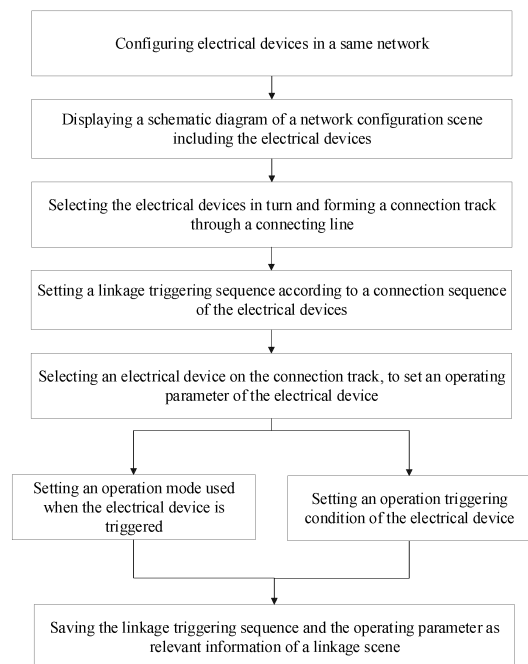 Configuring electrical devices in a same network
Displaying a schematic diagram of a network configuration scene
including the electrical devices
Selecting the electrical devices in turn and forming a connection track
through a connecting line
Setting a linkage triggering sequence according to a connection sequence
of the electrical devices
Selecting an electrical device on the connection track, to set an operating
parameter of the electrical device
Setting an operation mode used
when the electrical device is
triggered
Setting an operation triggering
condition of the electrical device
Saving the linkage triggering sequence and the operating parameter as
relevant information of a linkage scene